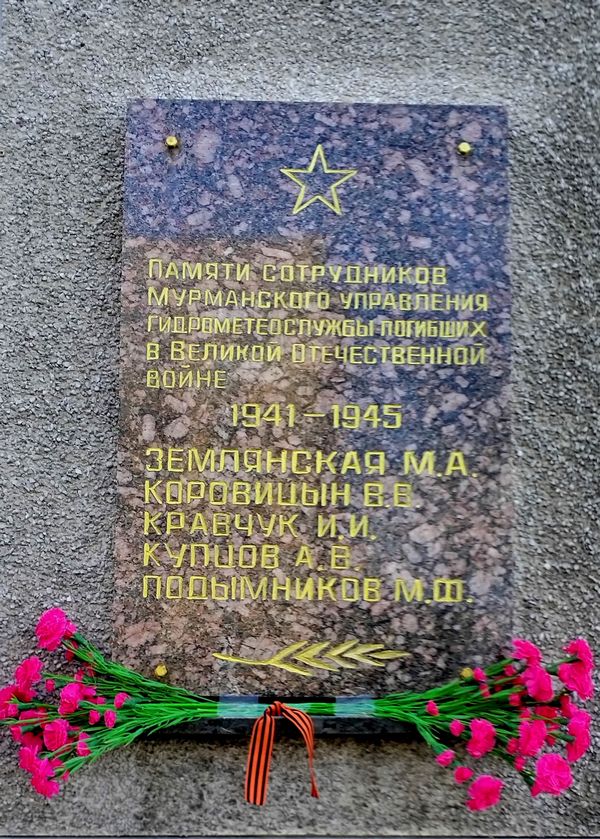 Памяти сотрудников
Мурманского управления
гидрометеослужбы погибших
в Великой Отечественной
войне
1941–1945
Землянская М.А.
Коровицын В.В.
Кравчук И.И.
Купцов А.В.
Подымников М.Ф.